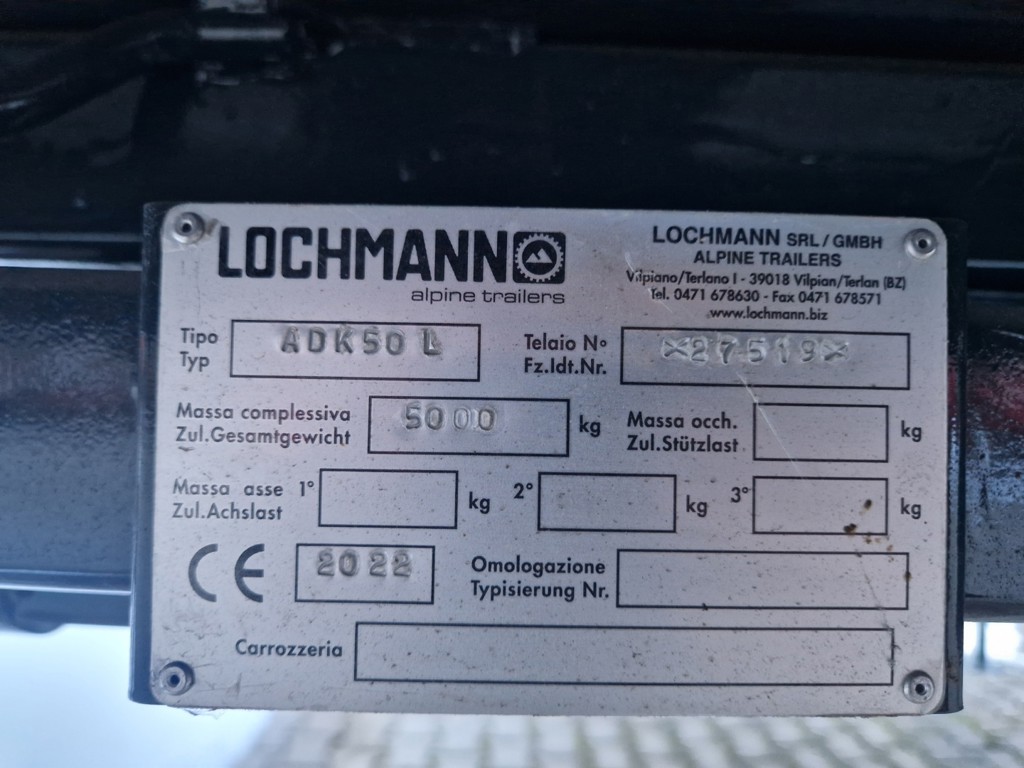 LOCHMANN
alpine trailers
LOCHMANN SRL/GMBH
ALPINE TRAILERS
Vilpiano/Terlano I - 39018 Vilpian/Terlan (BZ)
Tel. 0471 678630 - Fax 0471 678571
www.lochmann.biz
Tipo
Typ
ADK50 L
Telaio N°
Fz.Idt.Nr.
*27519*
Massa complessiva
Zul.Gesamtgewicht
5000
kg
Massa occh.
Zul.Stützlast
kg
Massa asse 1°
Zul.Achslast
kg
2°
kg
3°
kg
CE
2022
Omologazione
Typisierung Nr.
Carrozzeria